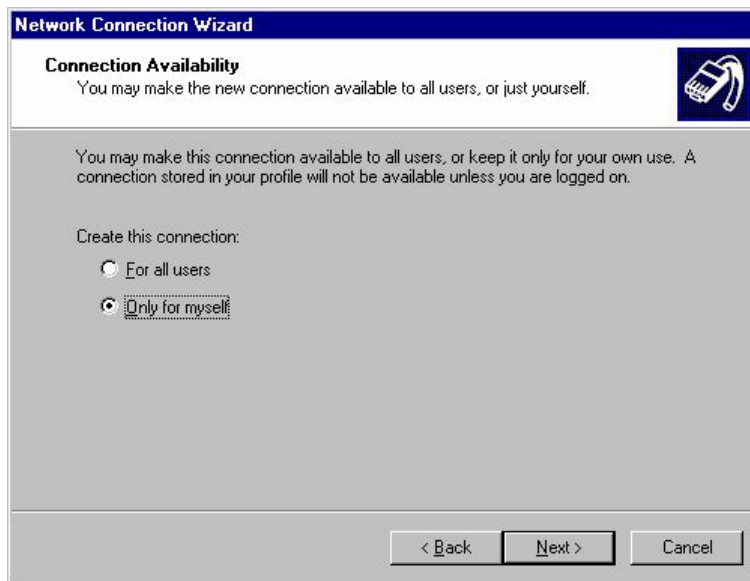 Network Connection Wizard
Connection Availability
You may make the new connection available to all users, or just yourself.
You may make this connection available to all users, or keep it only for your own use. A
connection stored in your profile will not be available unless you are logged on.
Create this connection:
For all users
Only for myself
< Back Next > Cancel